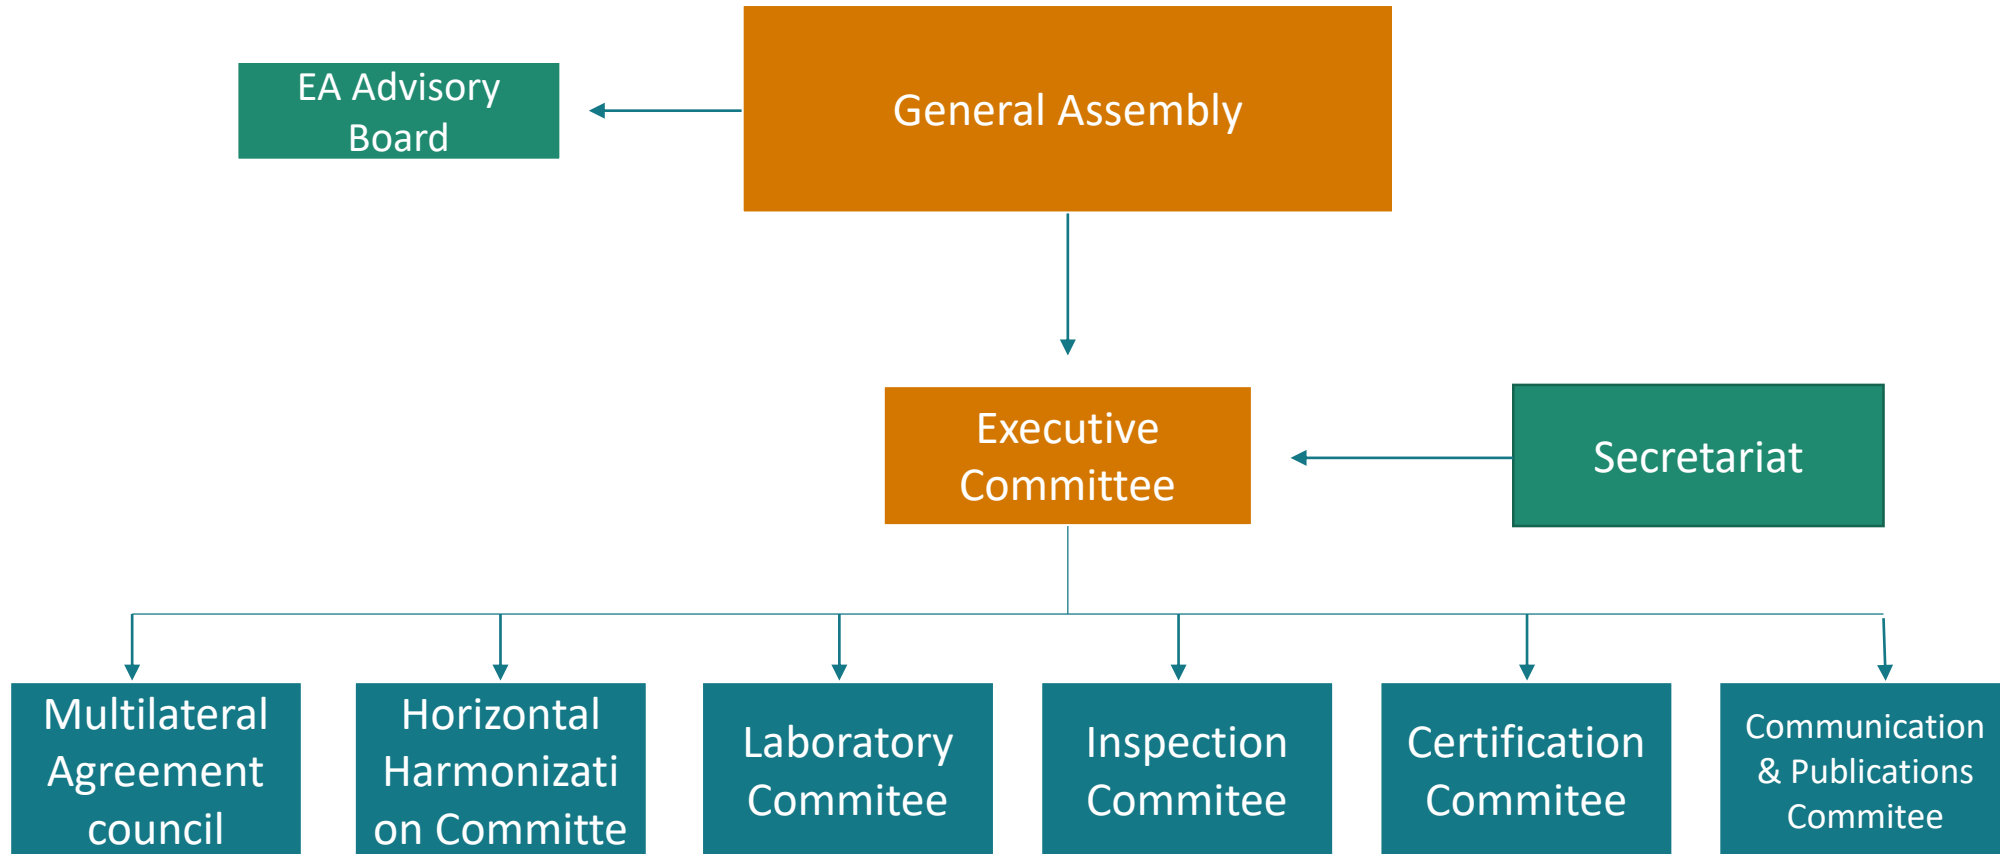 EA Advisory
Board
General Assembly
Executive
Committee
Secretariat
Multilateral
Agreement
council
Horizontal
Harmonizati
on Committe
Laboratory
Commitee
Inspection
Commitee
Certification
Commitee
Communication
& Publications
Commitee